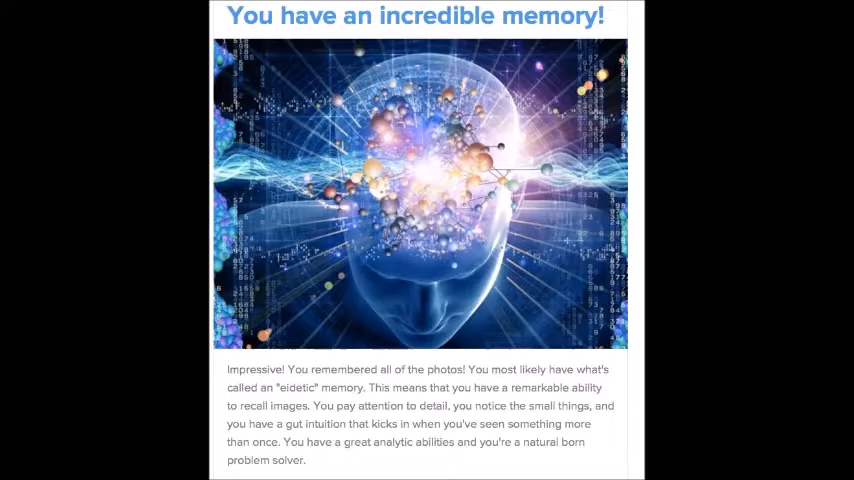 You have an incredible memory!
Impressive! You remembered all of the photos! You most likely have what's
called an "eidetic" memory. This means that you have a remarkable ability
to recall images. You pay attention to detail, you notice the small things, and
you have a gut intuition that kicks in when you've seen something more
than once. You have a great analytic abilities and you're a natural born
problem solver.